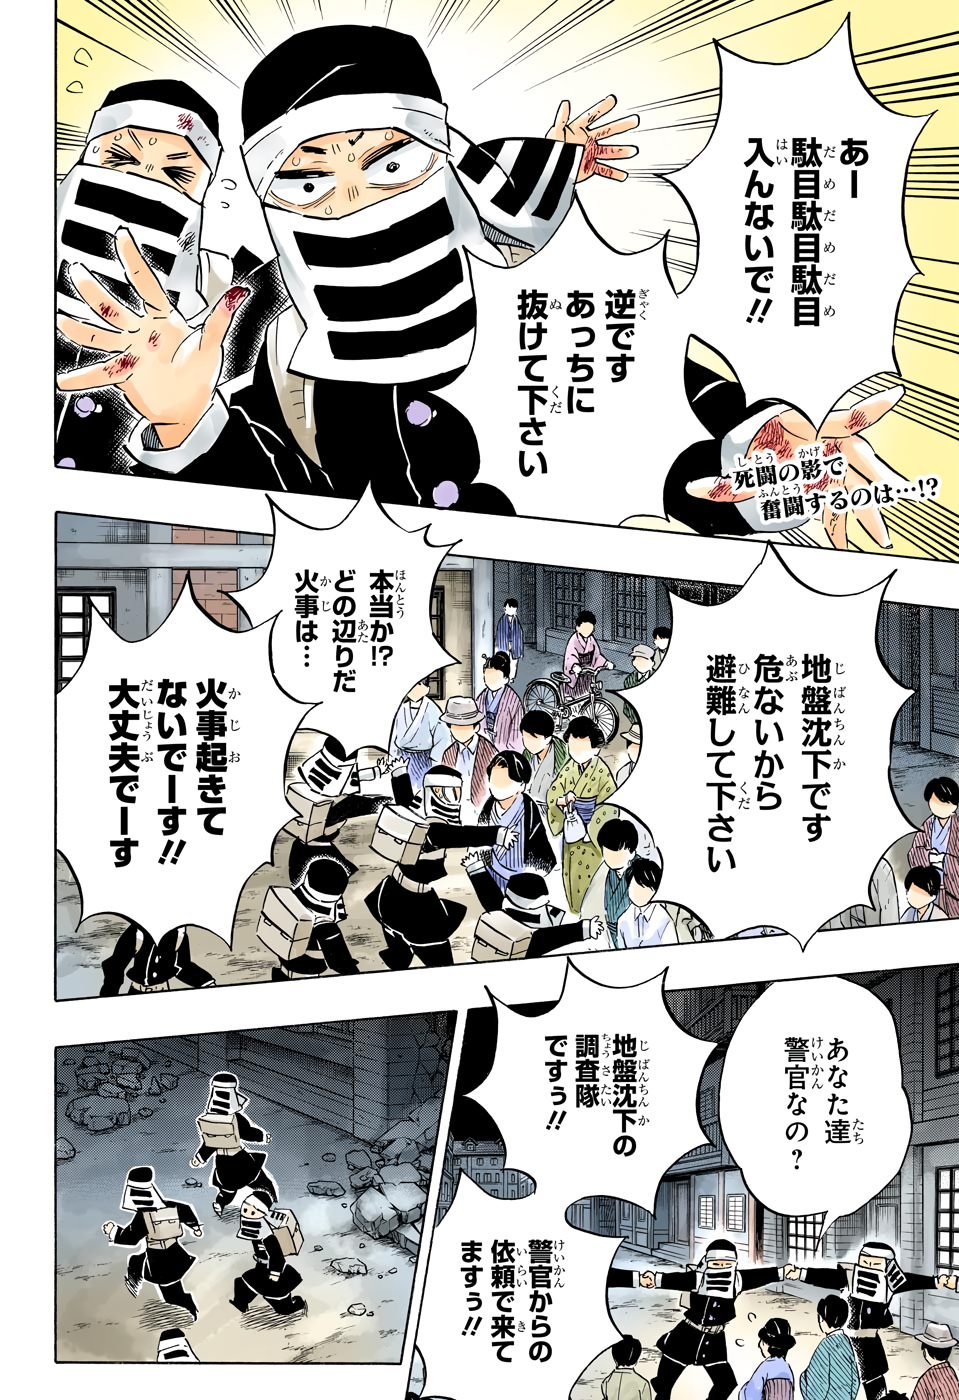 あー
駄目駄目駄目
入んないで!!
逆です
あっちに
抜けて下さい
死闘の影で
奮闘するのは…!?
地盤沈下です
危ないから
避難して下さい
本当か!?
どの辺りだ
火事は…
火事起きて
ないでーす!!
大丈夫でーす
あなた達
警官なの？
地盤沈下の
調査隊
ですぅ!!
警官からの
依頼で来て
ますぅ!!